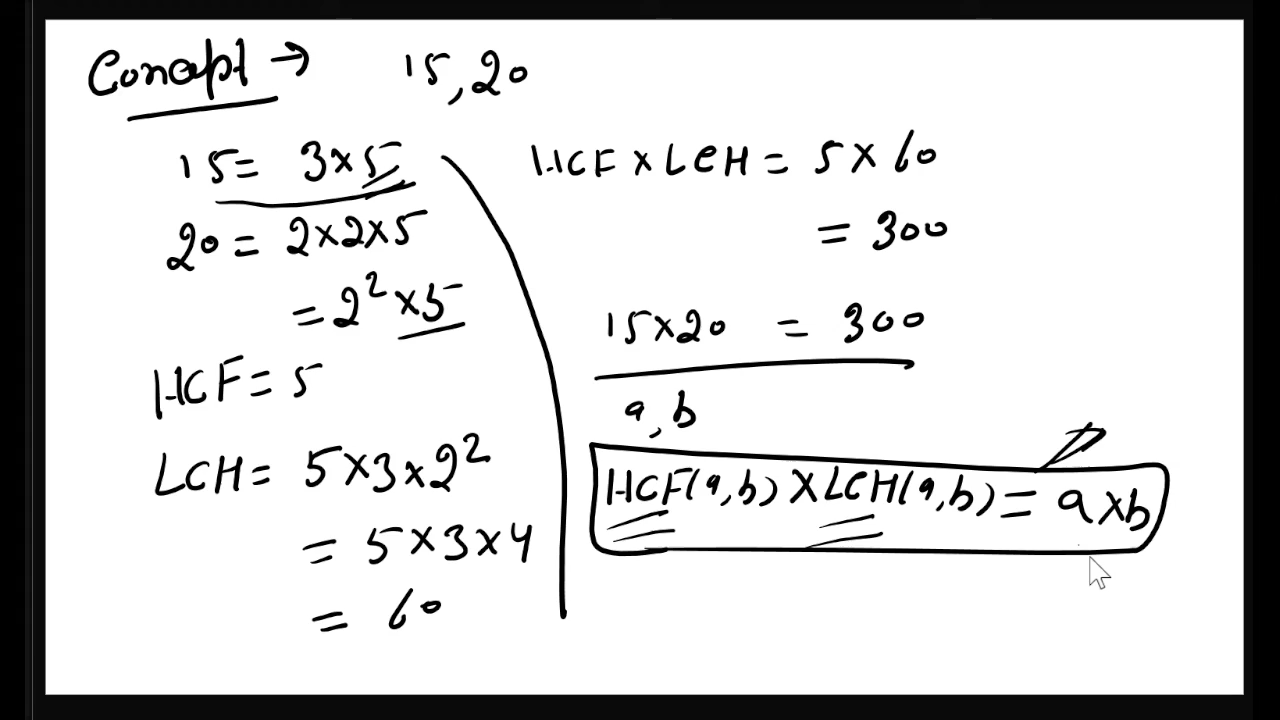 Concept → 15, 20
15 = 3×5
20 = 2×2×5
= 2² ×5
HCF = 5
LCM = 5×3×2²
= 5×3×4
= 60
HCF × LCM = 5 × 60
= 300
15×20 = 300
a, b
HCF(a,b) × LCM(a,b) = a×b